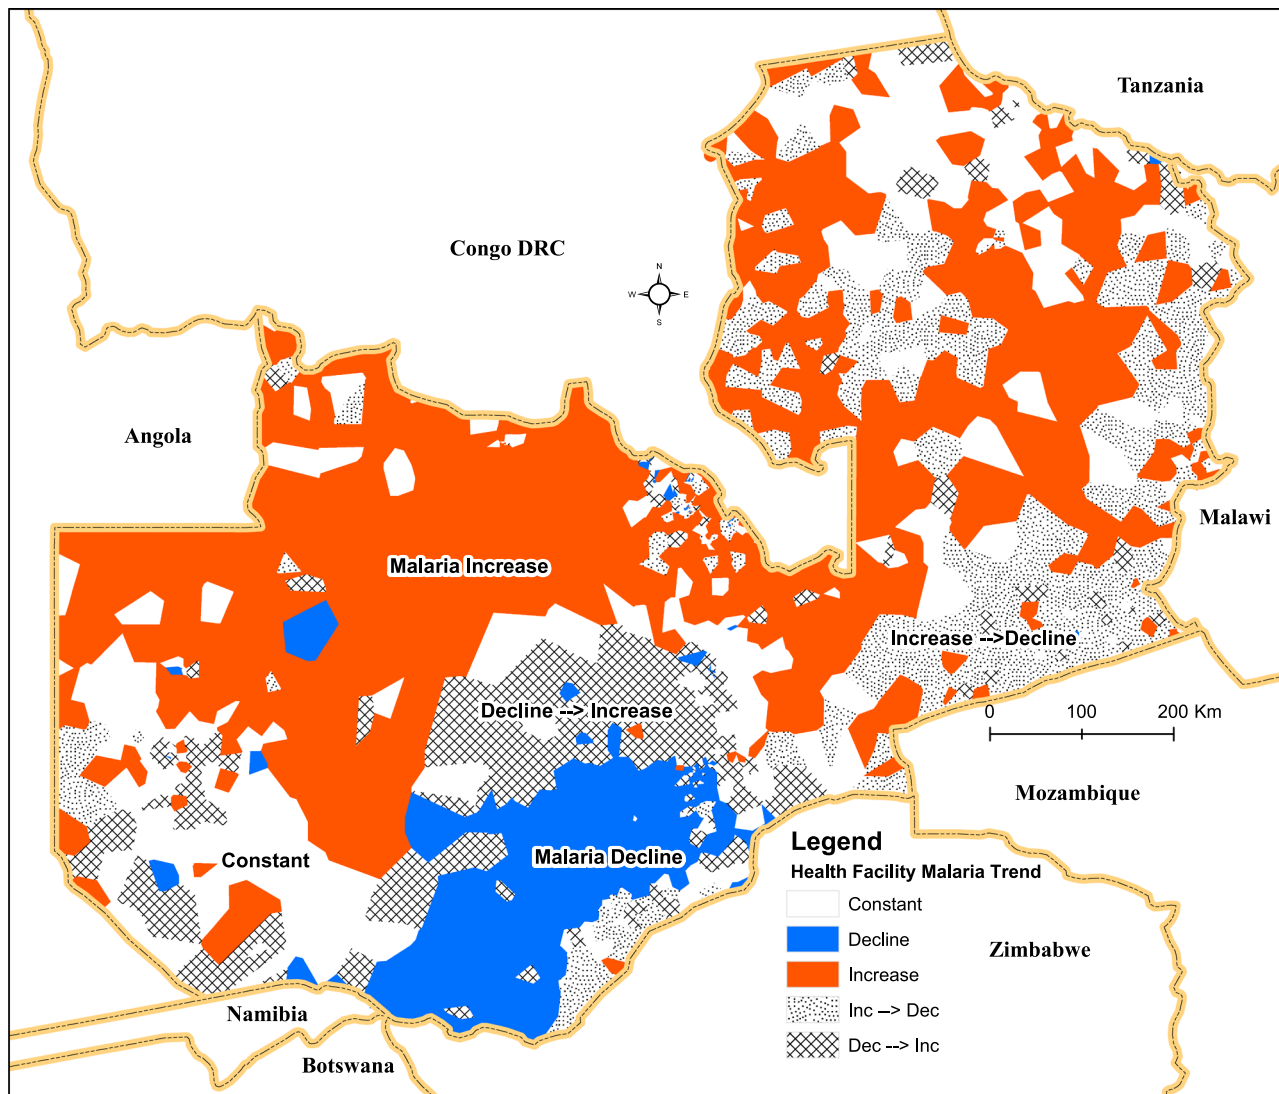 Tanzania
Congo DRC
N
W
E
S
Angola
Malawi
Malaria Increase
Increase -->Decline
Decline --> Increase
0 100 200 Km
Mozambique
Malaria Decline
Constant
Legend
Health Facility Malaria Trend
Constant
Decline
Increase
Inc --> Dec
Dec --> Inc
Zimbabwe
Namibia
Botswana